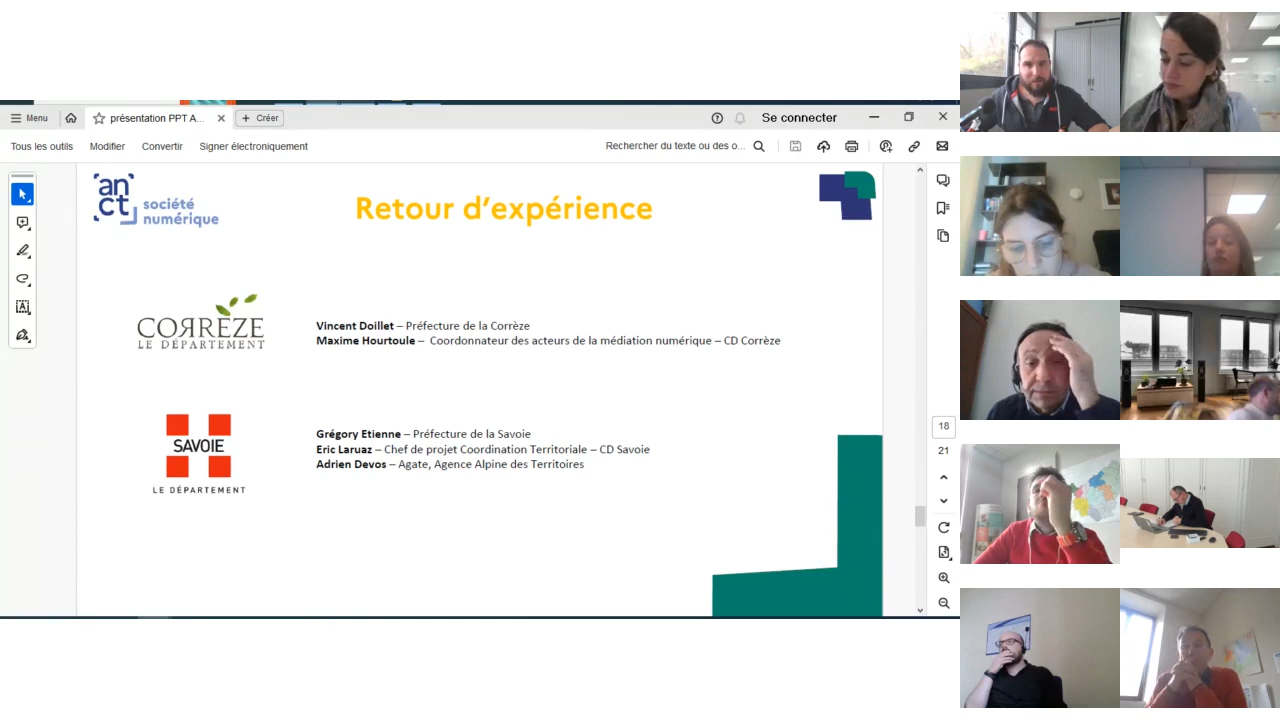 Menu
présentation PPT A...
Créer
Se connecter
Tous les outils
Modifier
Convertir
Signer électroniquement
Rechercher du texte ou des o...
anct
société
numérique
Retour d'expérience
CORRÈZE
LE DÉPARTEMENT
Vincent Doillet – Préfecture de la Corrèze
Maxime Hourtoule – Coordonnateur des acteurs de la médiation numérique – CD Corrèze
SAVOIE
LE DÉPARTEMENT
Grégory Etienne – Préfecture de la Savoie
Eric Laruaz – Chef de projet Coordination Territoriale – CD Savoie
Adrien Devos – Agate, Agence Alpine des Territoires
18
21